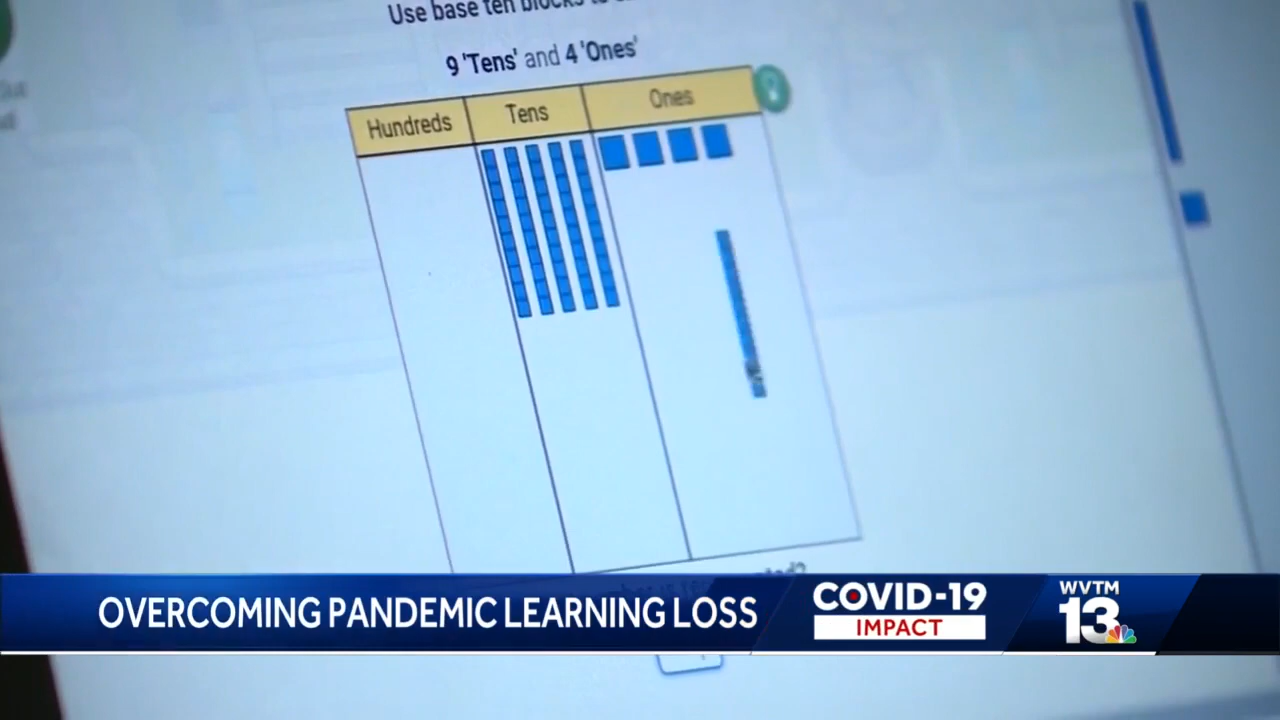 Use base ten blocks to
9 'Tens' and 4 'Ones'
Hundreds Tens Ones
OVERCOMING PANDEMIC LEARNING LOSS
COVID-19
IMPACT
WVTM
13